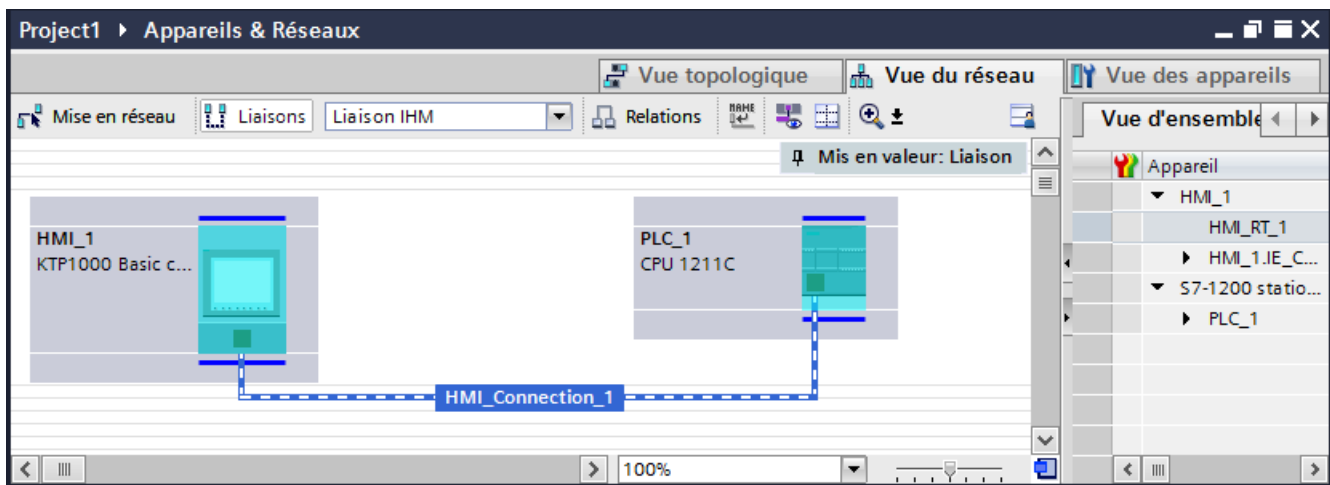 Project1 ▸ Appareils & Réseaux
Vue topologique
Vue du réseau
Vue des appareils
Mise en réseau
Liaisons
Liaison IHM
Relations
NAME
Vue d'ensemble
Mis en valeur: Liaison
Appareil
HMI_1
HMI_RT_1
HMI_1.IE_C...
S7-1200 statio...
PLC_1
HMI_1
KTP1000 Basic c...
PLC_1
CPU 1211C
HMI_Connection_1
100%